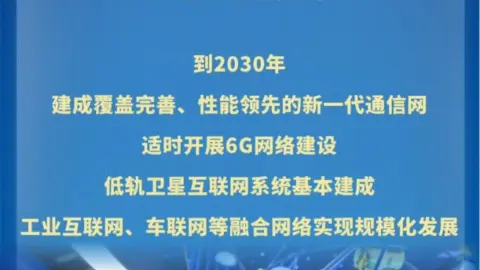 到2030年
建成覆盖完善、性能领先的新一代通信网
适时开展6G网络建设
低轨卫星互联网系统基本建成
工业互联网、车联网等融合网络实现规模化发展